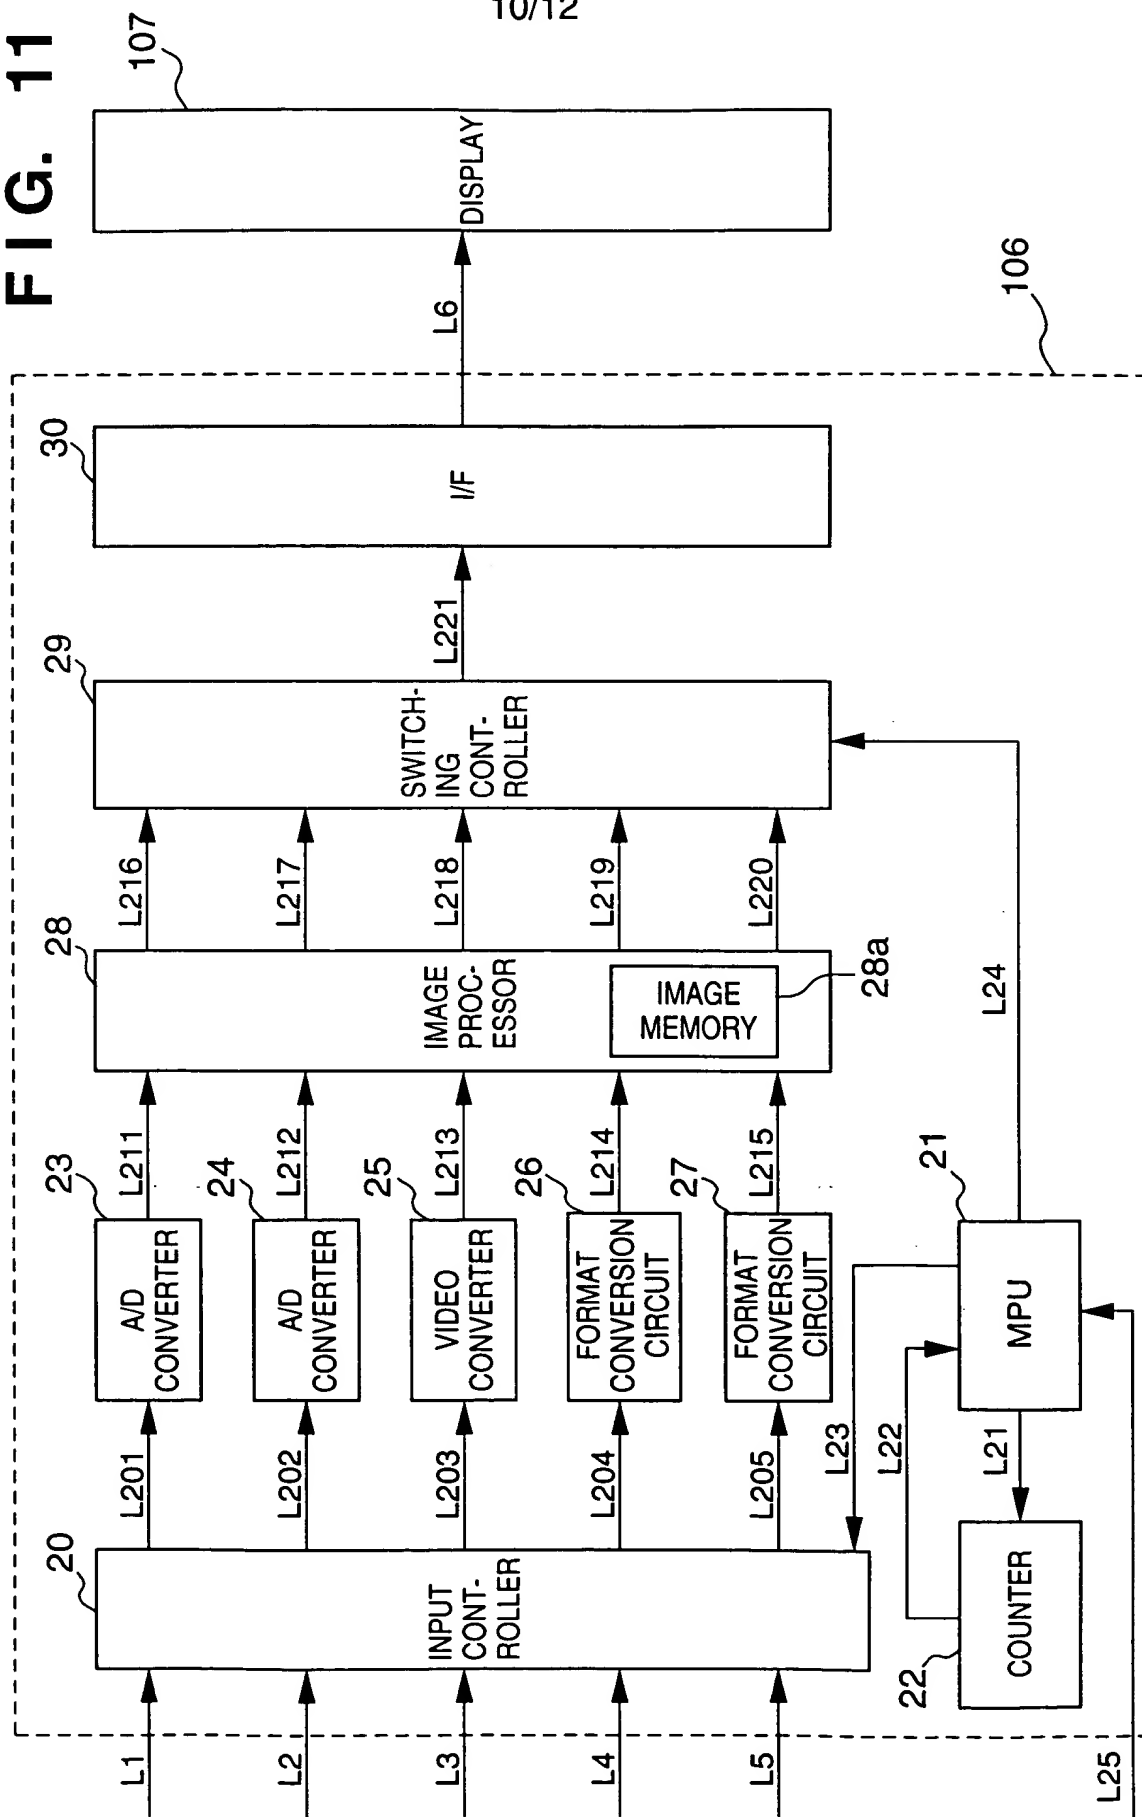 10/12
FIG. 11
L1
L2
L3
L4
L5
L25
20
INPUT
CONT-
ROLLER
L201
L202
L203
L204
L205
L23
L22
L21
22
COUNTER
23
A/D
CONVERTER
24
A/D
CONVERTER
25
VIDEO
CONVERTER
26
FORMAT
CONVERSION
CIRCUIT
27
FORMAT
CONVERSION
CIRCUIT
21
MPU
L211
L212
L213
L214
L215
L24
28
IMAGE
PROC-
ESSOR
IMAGE
MEMORY
28a
L216
L217
L218
L219
L220
29
SWITCH-
ING
CONT-
ROLLER
L221
30
I/F
106
L6
107
DISPLAY